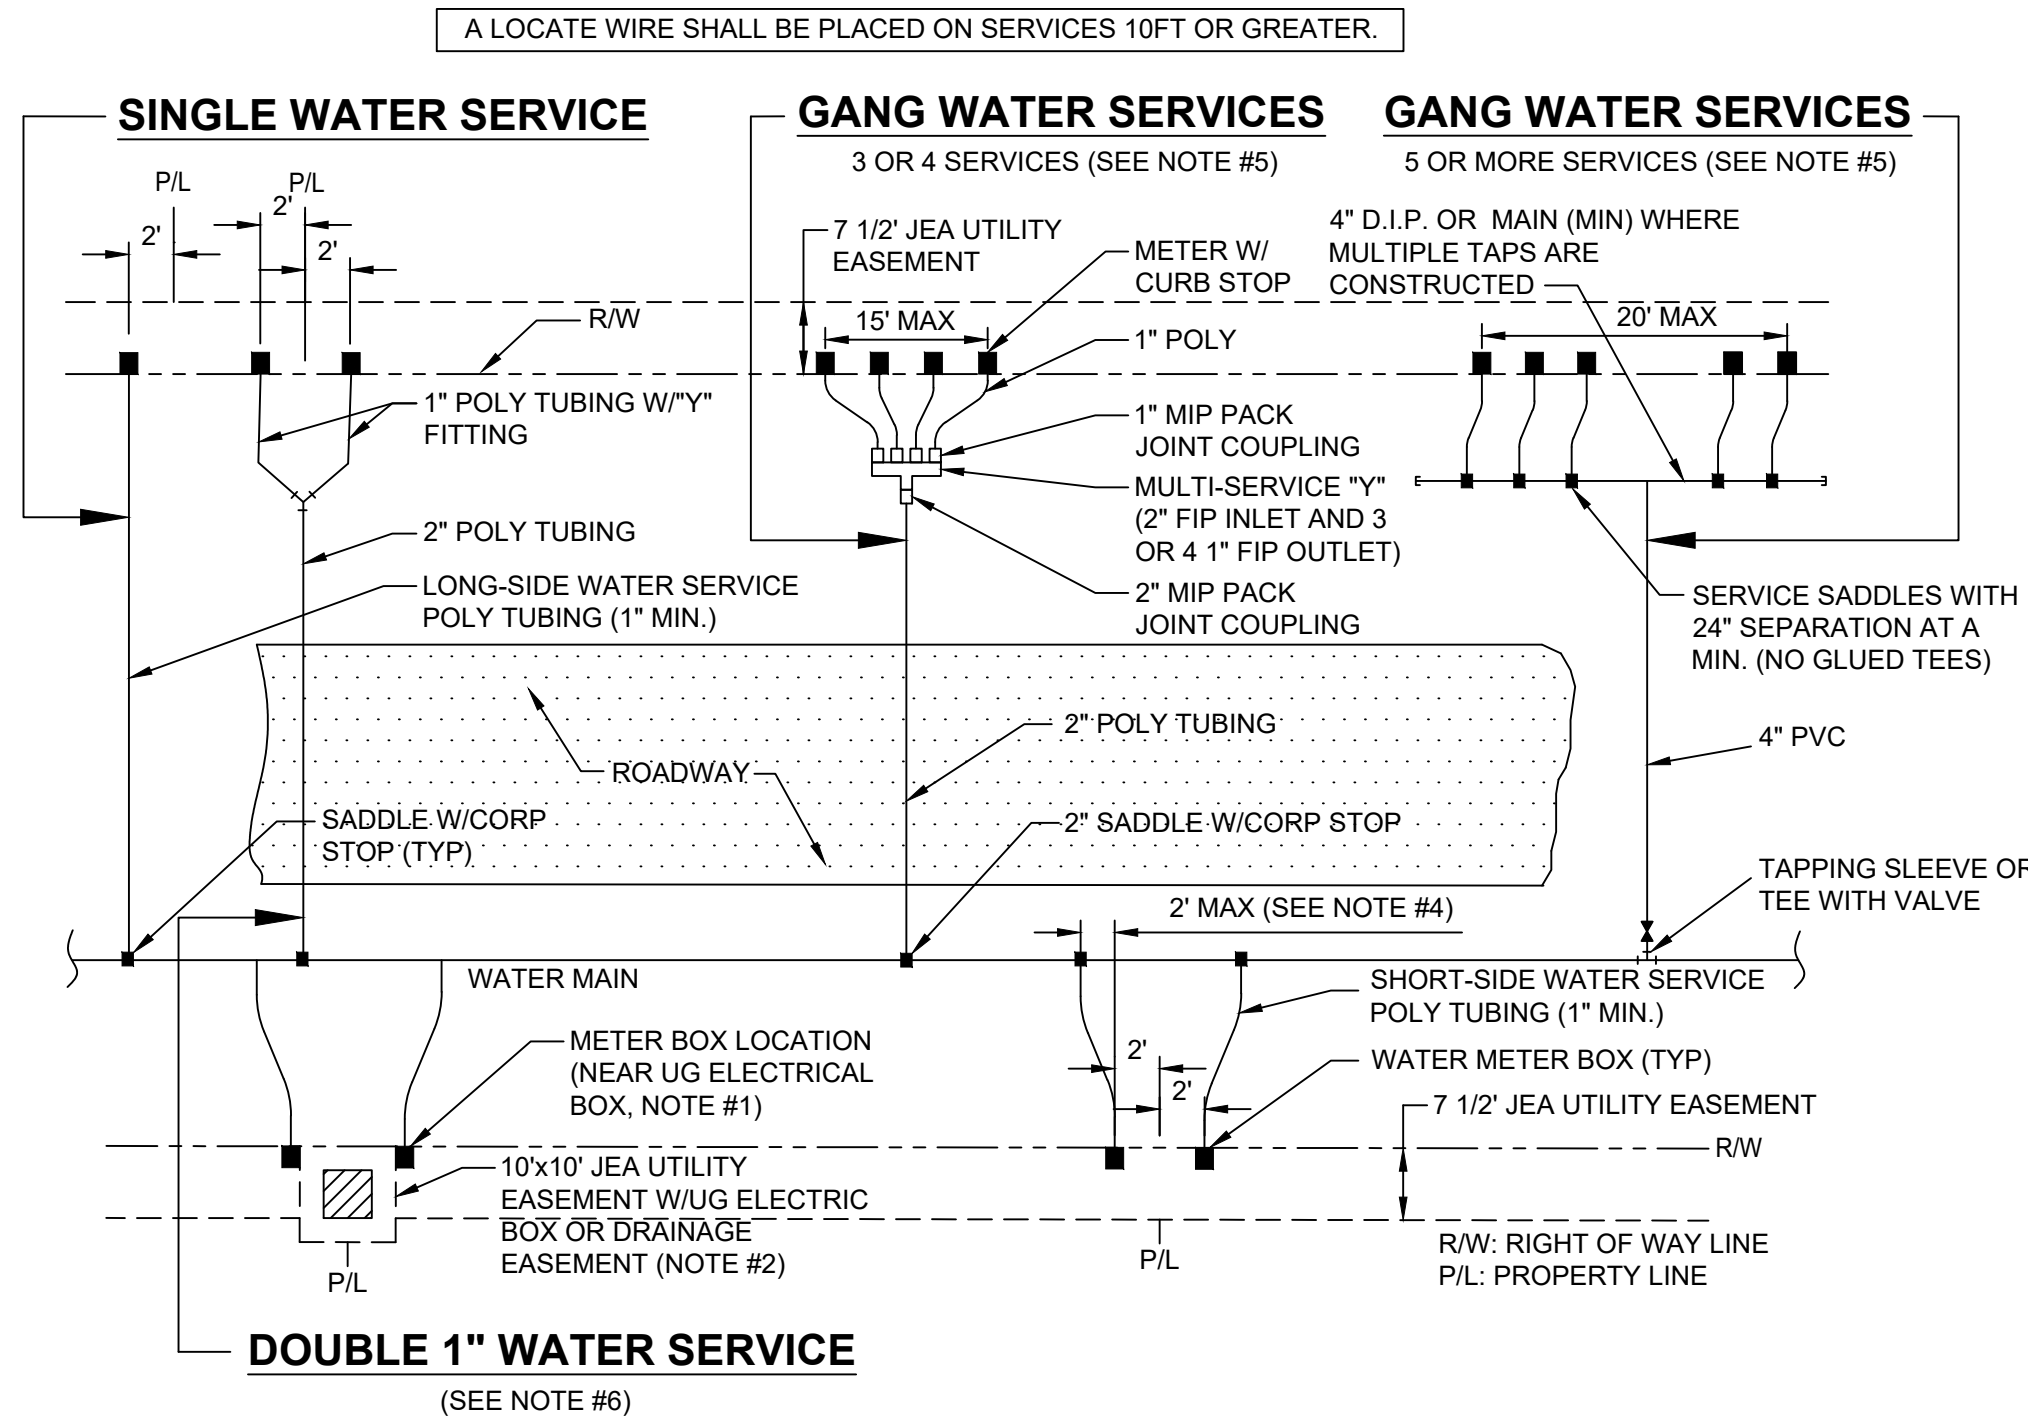 A LOCATE WIRE SHALL BE PLACED ON SERVICES 10FT OR GREATER.
SINGLE WATER SERVICE
GANG WATER SERVICES
3 OR 4 SERVICES (SEE NOTE #5)
GANG WATER SERVICES
5 OR MORE SERVICES (SEE NOTE #5)
P/L
P/L
2'
2'
2'
7 1/2' JEA UTILITY
EASEMENT
METER W/
CURB STOP
4" D.I.P. OR MAIN (MIN) WHERE
MULTIPLE TAPS ARE
CONSTRUCTED
R/W
15' MAX
20' MAX
1" POLY
1" POLY TUBING W/"Y"
FITTING
1" MIP PACK
JOINT COUPLING
MULTI-SERVICE "Y"
(2" FIP INLET AND 3
OR 4 1" FIP OUTLET)
2" POLY TUBING
LONG-SIDE WATER SERVICE
POLY TUBING (1" MIN.)
2" MIP PACK
JOINT COUPLING
SERVICE SADDLES WITH
24" SEPARATION AT A
MIN. (NO GLUED TEES)
2" POLY TUBING
4" PVC
ROADWAY
SADDLE W/CORP
STOP (TYP)
2" SADDLE W/CORP STOP
TAPPING SLEEVE OR
TEE WITH VALVE
2' MAX (SEE NOTE #4)
WATER MAIN
SHORT-SIDE WATER SERVICE
POLY TUBING (1" MIN.)
METER BOX LOCATION
(NEAR UG ELECTRICAL
BOX, NOTE #1)
2'
2'
WATER METER BOX (TYP)
7 1/2' JEA UTILITY EASEMENT
R/W
10'x10' JEA UTILITY
EASEMENT W/UG ELECTRIC
BOX OR DRAINAGE
EASEMENT (NOTE #2)
P/L
P/L
R/W: RIGHT OF WAY LINE
P/L: PROPERTY LINE
DOUBLE 1" WATER SERVICE
(SEE NOTE #6)